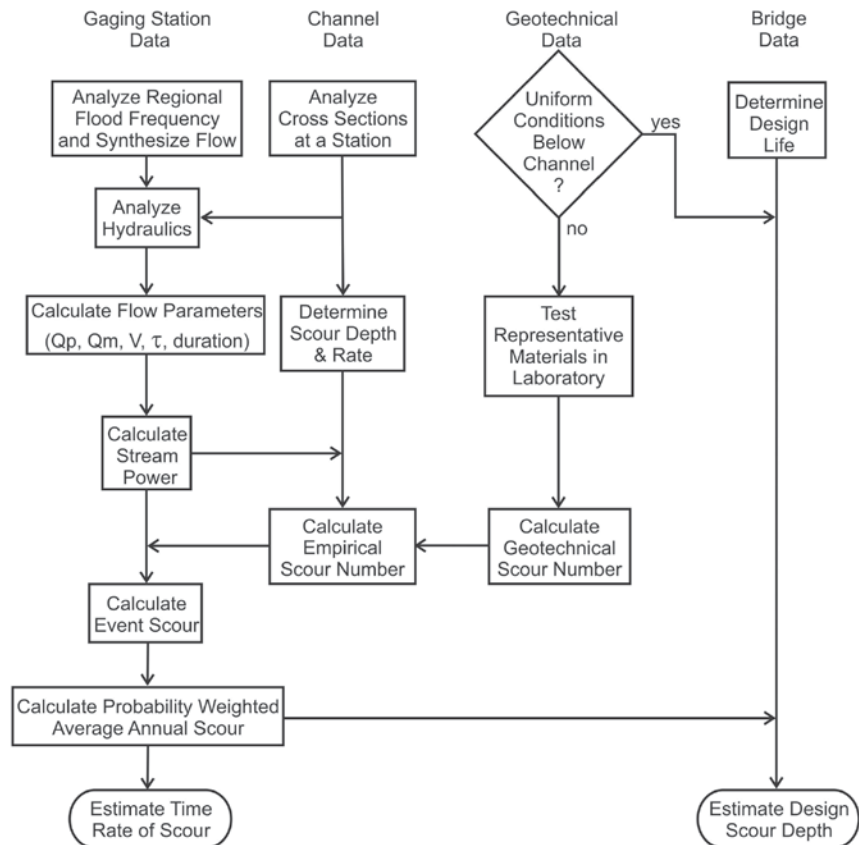 Gaging Station
Data
Channel
Data
Geotechnical
Data
Bridge
Data
Analyze Regional
Flood Frequency
and Synthesize Flow
Analyze
Cross Sections
at a Station
Uniform
Conditions
Below
Channel
?
yes
no
Determine
Design
Life
Analyze
Hydraulics
Calculate Flow Parameters
(Qp, Qm, V, τ, duration)
Determine
Scour Depth
& Rate
Test
Representative
Materials in
Laboratory
Calculate
Stream
Power
Calculate
Empirical
Scour Number
Calculate
Geotechnical
Scour Number
Calculate
Event Scour
Calculate Probability Weighted
Average Annual Scour
Estimate Time
Rate of Scour
Estimate Design
Scour Depth